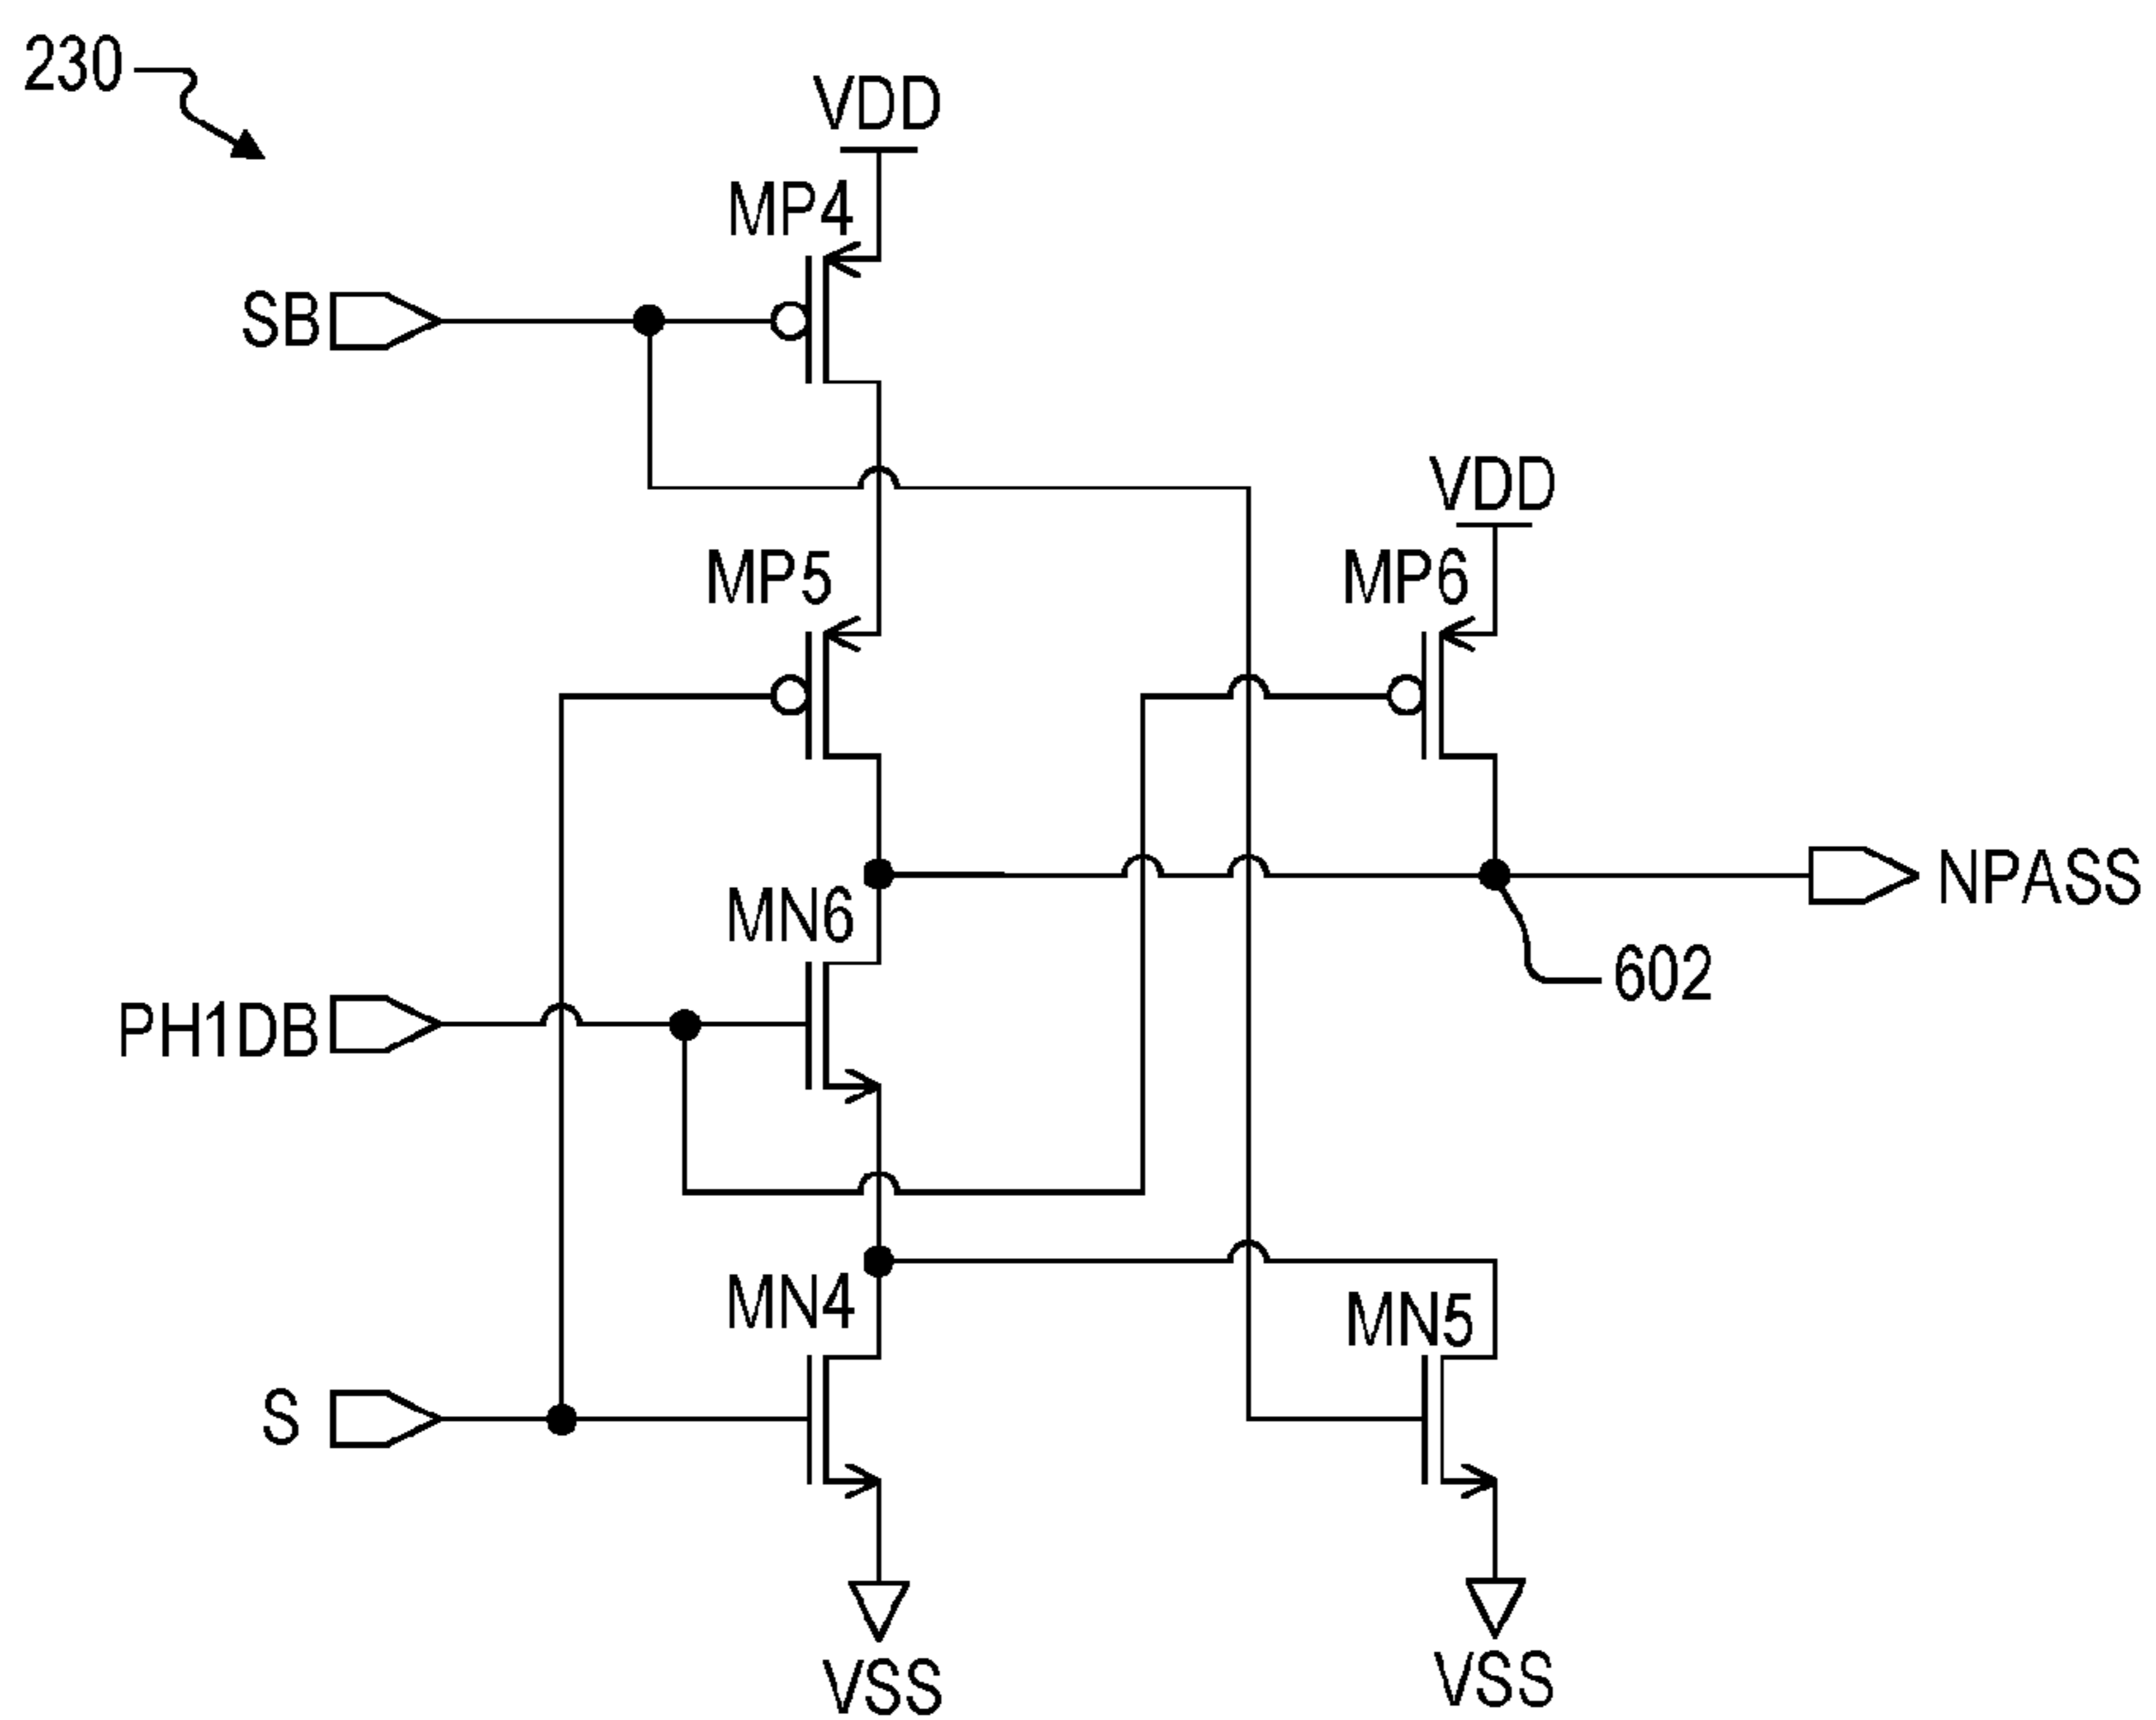 230
VDD
MP4
SB
VDD
MP5
MP6
NPASS
MN6
602
PH1DB
MN4
MN5
S
VSS
VSS